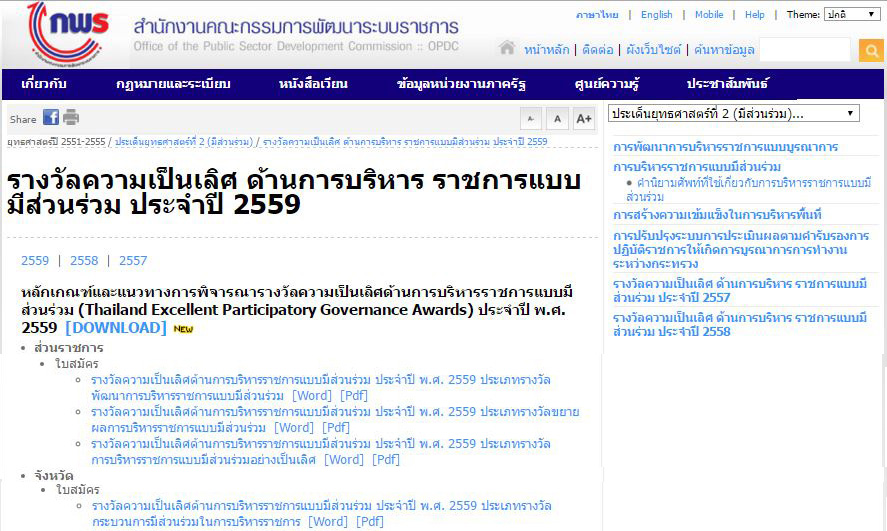 กพร
สำนักงานคณะกรรมการพัฒนาระบบราชการ
Office of the Public Sector Development Commission :: OPDC
ภาษาไทย | English | Mobile | Help | Theme: ปกติ
หน้าหลัก | ติดต่อ | ผังเว็บไซต์ | ค้นหาข้อมูล
เกี่ยวกับ กฎหมายและระเบียบ หนังสือเวียน ข้อมูลหน่วยงานภาครัฐ ศูนย์ความรู้ ประชาสัมพันธ์
Share A- A A+
ยุทธศาสตร์ปี 2551-2555 / ประเด็นยุทธศาสตร์ที่ 2 (มีส่วนร่วม) / รางวัลความเป็นเลิศ ด้านการบริหาร ราชการแบบมีส่วนร่วม ประจำปี 2559
รางวัลความเป็นเลิศ ด้านการบริหาร ราชการแบบ
มีส่วนร่วม ประจำปี 2559
2559 | 2558 | 2557
หลักเกณฑ์และแนวทางการพิจารณารางวัลความเป็นเลิศด้านการบริหารราชการแบบมี
ส่วนร่วม (Thailand Excellent Participatory Governance Awards) ประจำปี พ.ศ.
2559 [DOWNLOAD] NEW
ส่วนราชการ
ใบสมัคร
รางวัลความเป็นเลิศด้านการบริหารราชการแบบมีส่วนร่วม ประจำปี พ.ศ. 2559 ประเภทรางวัล
พัฒนาการบริหารราชการแบบมีส่วนร่วม [Word] [Pdf]
รางวัลความเป็นเลิศด้านการบริหารราชการแบบมีส่วนร่วม ประจำปี พ.ศ. 2559 ประเภทรางวัลขยาย
ผลการบริหารราชการแบบมีส่วนร่วม [Word] [Pdf]
รางวัลความเป็นเลิศด้านการบริหารราชการแบบมีส่วนร่วม ประจำปี พ.ศ. 2559 ประเภทรางวัล
การบริหารราชการแบบมีส่วนร่วมอย่างเป็นเลิศ [Word] [Pdf]
จังหวัด
ใบสมัคร
รางวัลความเป็นเลิศด้านการบริหารราชการแบบมีส่วนร่วม ประจำปี พ.ศ. 2559 ประเภทรางวัล
กระบวนการมีส่วนร่วมในการบริหารราชการ [Word] [Pdf]
ประเด็นยุทธศาสตร์ที่ 2 (มีส่วนร่วม)...
การพัฒนาการบริหารราชการแบบบูรณาการ
การบริหารราชการแบบมีส่วนร่วม
คำนิยามศัพท์ที่ใช้เกี่ยวกับการบริหารราชการแบบมี
ส่วนร่วม
การสร้างความเข้มแข็งในการบริหารพื้นที่
การปรับปรุงระบบการประเมินผลตามคำรับรองการ
ปฏิบัติราชการให้เกิดการบูรณาการการทำงาน
ระหว่างกระทรวง
รางวัลความเป็นเลิศ ด้านการบริหาร ราชการแบบมี
ส่วนร่วม ประจำปี 2557
รางวัลความเป็นเลิศ ด้านการบริหาร ราชการแบบมี
ส่วนร่วม ประจำปี 2558